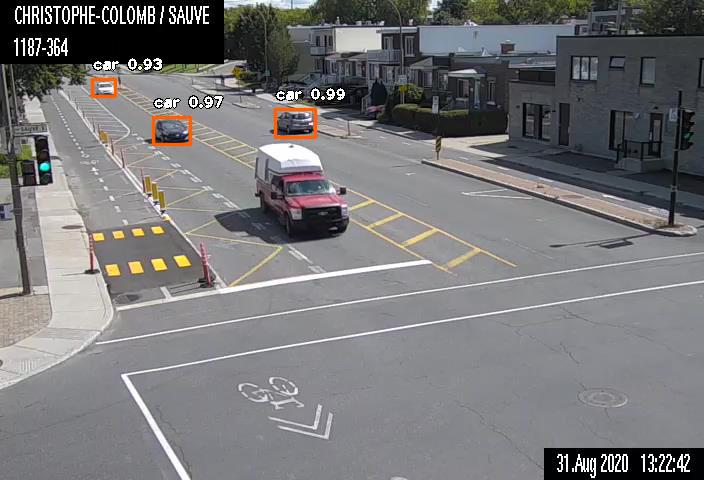 CHRISTOPHE-COLOMB / SAUVE
1187-364
car 0.93
car 0.97
car 0.99
31.Aug 2020 13:22:42